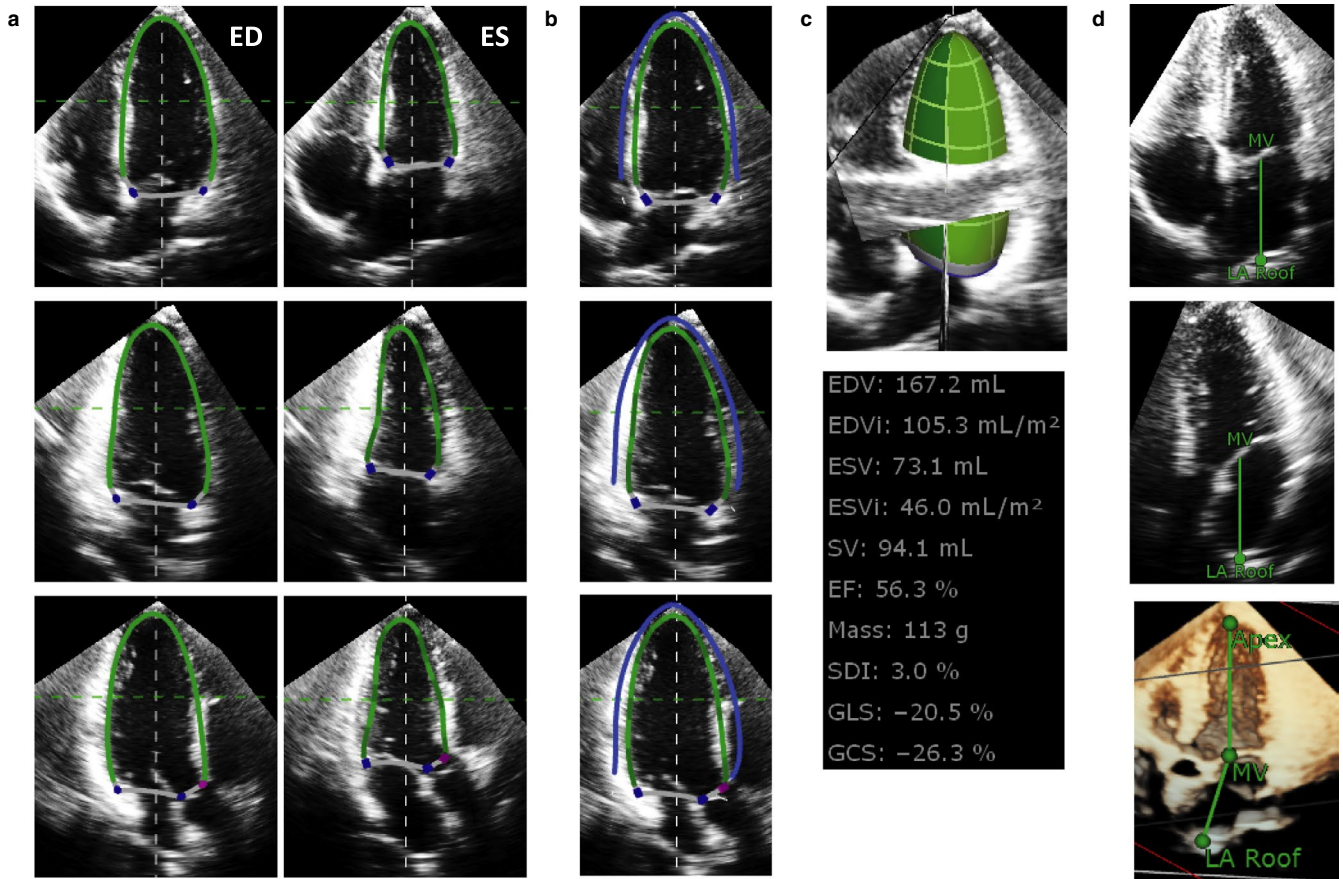 a
ED
ES
b
c
d
MV
LA Roof
MV
LA Roof
Apex
MV
LA Roof
EDV: 167.2 mL
EDVi: 105.3 mL/m²
ESV: 73.1 mL
ESVi: 46.0 mL/m²
SV: 94.1 mL
EF: 56.3 %
Mass: 113 g
SDI: 3.0 %
GLS: −20.5 %
GCS: −26.3 %